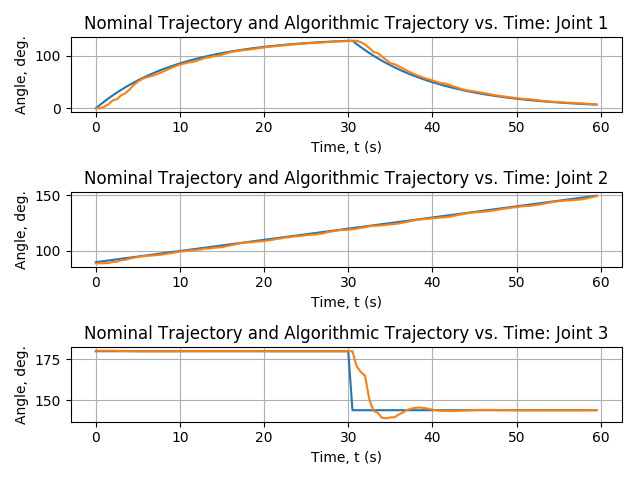 Nominal Trajectory and Algorithmic Trajectory vs. Time: Joint 1
Angle, deg.
100
0
0 10 20 30 40 50 60
Time, t (s)
Nominal Trajectory and Algorithmic Trajectory vs. Time: Joint 2
Angle, deg.
150
100
0 10 20 30 40 50 60
Time, t (s)
Nominal Trajectory and Algorithmic Trajectory vs. Time: Joint 3
Angle, deg.
175
150
0 10 20 30 40 50 60
Time, t (s)